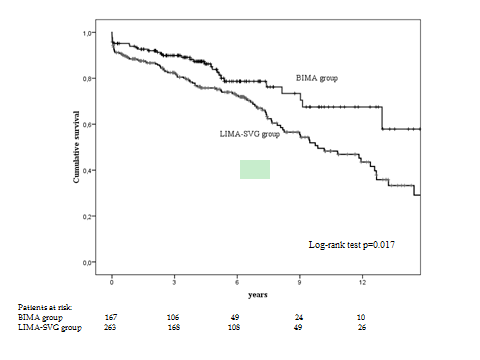 1,0
BIMA group
0,8
LIMA-SVG group
0,6
Cumulative survival
0,4
0,2
Log-rank test p=0.017
0,0
0 3 6 9 12
years
Patients at risk:
BIMA group 167 106 49 24 10
LIMA-SVG group 263 168 108 49 26